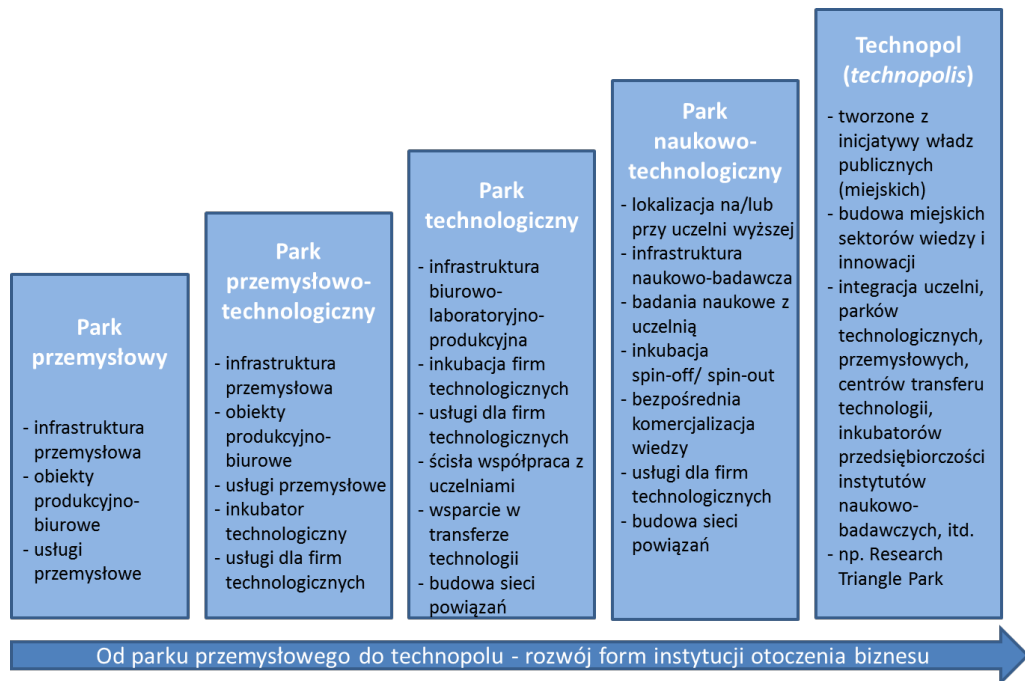 Park
przemysłowy
- infrastruktura
przemysłowa
- obiekty
produkcyjno-
biurowe
- usługi
przemysłowe
Park
przemysłowo-
technologiczny
- infrastruktura
przemysłowa
- obiekty
produkcyjno-
biurowe
- usługi przemysłowe
- inkubator
technologiczny
- usługi dla firm
technologicznych
Park
technologiczny
- infrastruktura
biurowo-
laboratoryjno-
produkcyjna
- inkubacja firm
technologicznych
- usługi dla firm
technologicznych
- ścisła współpraca z
uczelniami
- wsparcie w
transferze
technologii
- budowa sieci
powiązań
Park
naukowo-
technologiczny
- lokalizacja na/lub
przy uczelni wyższej
- infrastruktura
naukowo-badawcza
- badania naukowe z
uczelnią
- inkubacja
spin-off/ spin-out
- bezpośrednia
komercjalizacja
wiedzy
- usługi dla firm
technologicznych
- budowa sieci
powiązań
Technopol
(technopolis)
- tworzone z
inicjatywy władz
publicznych
(miejskich)
- budowa miejskich
sektorów wiedzy i
innowacji
- integracja uczelni,
parków
technologicznych,
przemysłowych,
centrów transferu
technologii,
inkubatorów
przedsiębiorczości
instytutów
naukowo-
badawczych, itd.
- np. Research
Triangle Park
Od parku przemysłowego do technopolu - rozwój form instytucji otoczenia biznesu